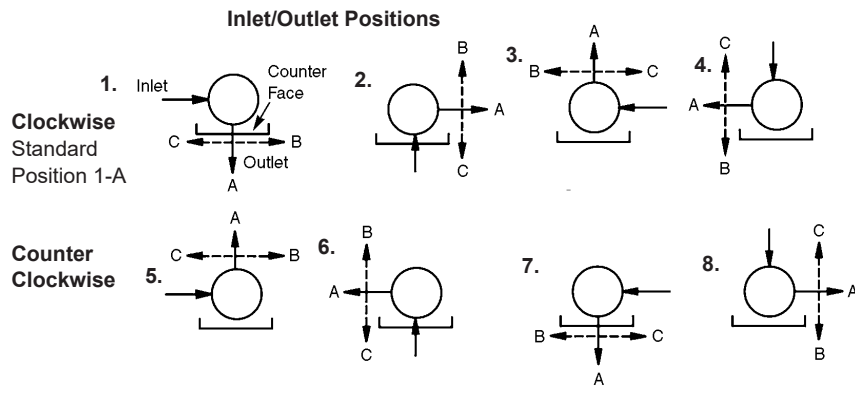 Inlet/Outlet Positions
Clockwise
Standard
Position 1-A
1.
Inlet
Counter
Face
C
B
Outlet
A
2.
B
A
C
3.
A
B
C
4.
C
A
B
Counter
Clockwise
5.
A
C
B
6.
B
A
C
7.
B
C
A
8.
C
A
B